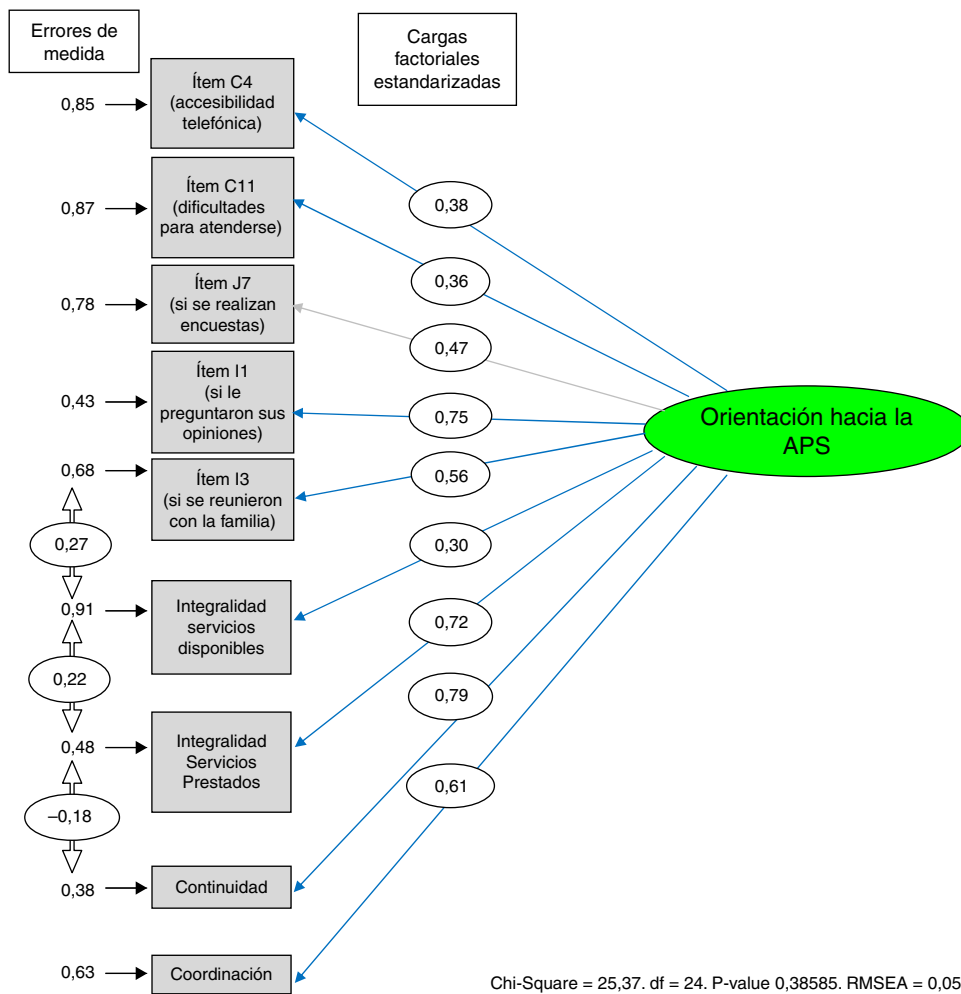 Errores de
medida
Cargas
factoriales
estandarizadas
0,85
Ítem C4
(accesibilidad
telefónica)
0,38
0,87
Ítem C11
(dificultades
para atenderse)
0,36
0,78
Ítem J7
(si se realizan
encuestas)
0,47
0,43
Ítem I1
(si le
preguntaron sus
opiniones)
0,75
Orientación hacia la
APS
0,68
Ítem I3
(si se reunieron
con la familia)
0,56
0,27
0,30
0,91
Integralidad
servicios
disponibles
0,72
0,22
0,79
0,48
Integralidad
Servicios
Prestados
0,61
–0,18
0,38
Continuidad
0,63
Coordinación
Chi-Square = 25,37. df = 24. P-value 0,38585. RMSEA = 0,05